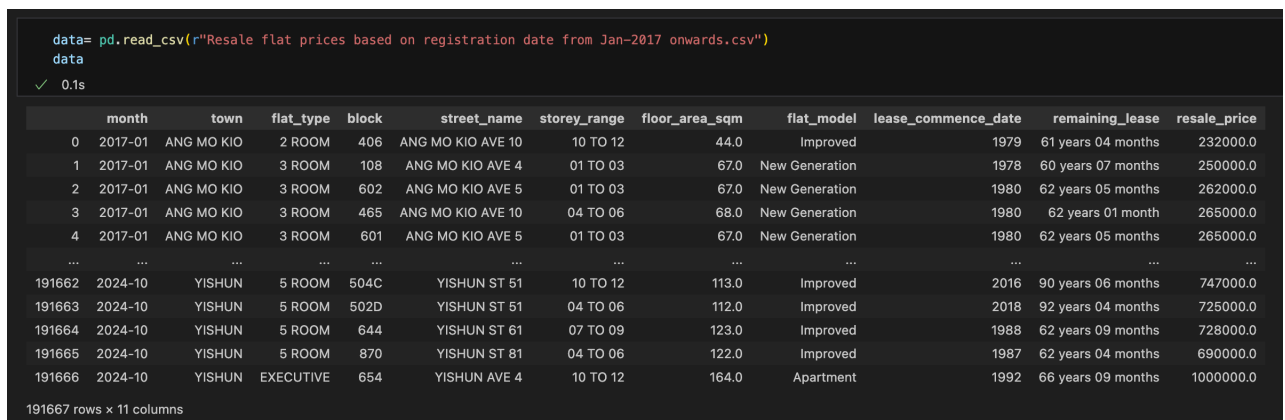 data= pd.read_csv(r"Resale flat prices based on registration date from Jan-2017 onwards.csv")
data
✓ 0.1s
month town flat_type block street_name storey_range floor_area_sqm flat_model lease_commence_date remaining_lease resale_price
0 2017-01 ANG MO KIO 2 ROOM 406 ANG MO KIO AVE 10 10 TO 12 44.0 Improved 1979 61 years 04 months 232000.0
1 2017-01 ANG MO KIO 3 ROOM 108 ANG MO KIO AVE 4 01 TO 03 67.0 New Generation 1978 60 years 07 months 250000.0
2 2017-01 ANG MO KIO 3 ROOM 602 ANG MO KIO AVE 5 01 TO 03 67.0 New Generation 1980 62 years 05 months 262000.0
3 2017-01 ANG MO KIO 3 ROOM 465 ANG MO KIO AVE 10 04 TO 06 68.0 New Generation 1980 62 years 01 month 265000.0
4 2017-01 ANG MO KIO 3 ROOM 601 ANG MO KIO AVE 5 01 TO 03 67.0 New Generation 1980 62 years 05 months 265000.0
... ... ... ... ... ... ... ... ... ... ... ...
191662 2024-10 YISHUN 5 ROOM 504C YISHUN ST 51 10 TO 12 113.0 Improved 2016 90 years 06 months 747000.0
191663 2024-10 YISHUN 5 ROOM 502D YISHUN ST 51 04 TO 06 112.0 Improved 2018 92 years 04 months 725000.0
191664 2024-10 YISHUN 5 ROOM 644 YISHUN ST 61 07 TO 09 123.0 Improved 1988 62 years 09 months 728000.0
191665 2024-10 YISHUN 5 ROOM 870 YISHUN ST 81 04 TO 06 122.0 Improved 1987 62 years 04 months 690000.0
191666 2024-10 YISHUN EXECUTIVE 654 YISHUN AVE 4 10 TO 12 164.0 Apartment 1992 66 years 09 months 1000000.0
191667 rows × 11 columns